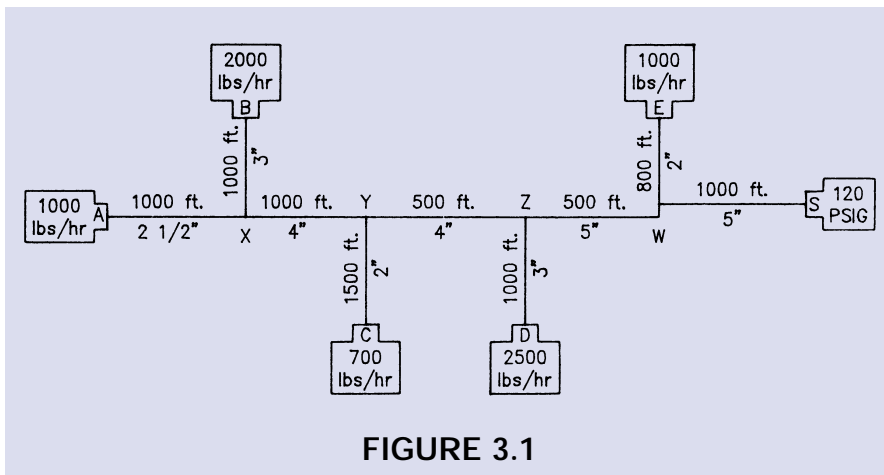 2000
lbs/hr
B
1000 ft.
3"
1000
lbs/hr
E
800 ft.
2"
1000
lbs/hr
A
1000 ft.
2 1/2"
X
1000 ft.
4"
Y
500 ft.
4"
Z
500 ft.
5"
W
1000 ft.
5"
S
120
PSIG
1500 ft.
2"
C
700
lbs/hr
1000 ft.
3"
D
2500
lbs/hr
FIGURE 3.1